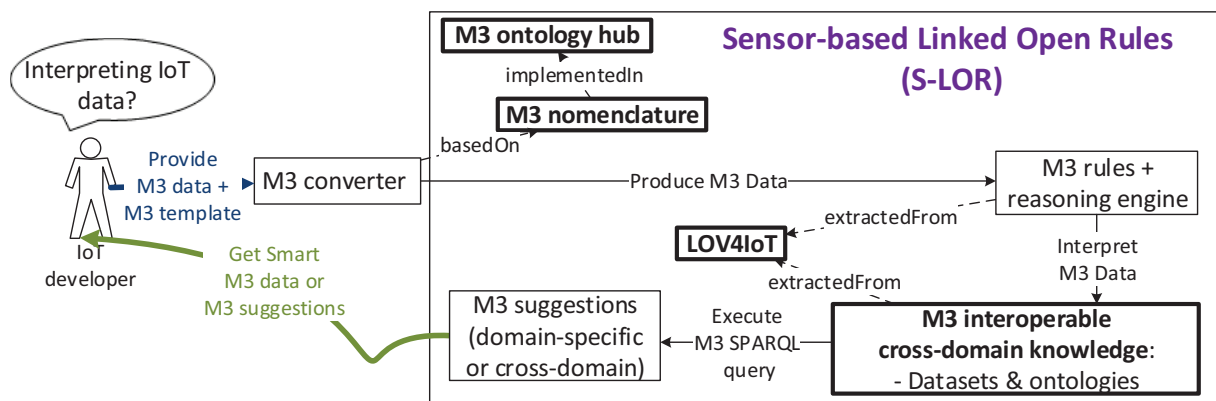 Interpreting IoT
data?
IoT
developer
Provide
M3 data +
M3 template
M3 converter
basedOn
M3 nomenclature
implementedIn
M3 ontology hub
Sensor-based Linked Open Rules
(S-LOR)
Produce M3 Data
M3 rules +
reasoning engine
extractedFrom
LOV4IoT
extractedFrom
Interpret
M3 Data
M3 interoperable
cross-domain knowledge:
- Datasets & ontologies
Execute
M3 SPARQL
query
M3 suggestions
(domain-specific
or cross-domain)
Get Smart
M3 data or
M3 suggestions